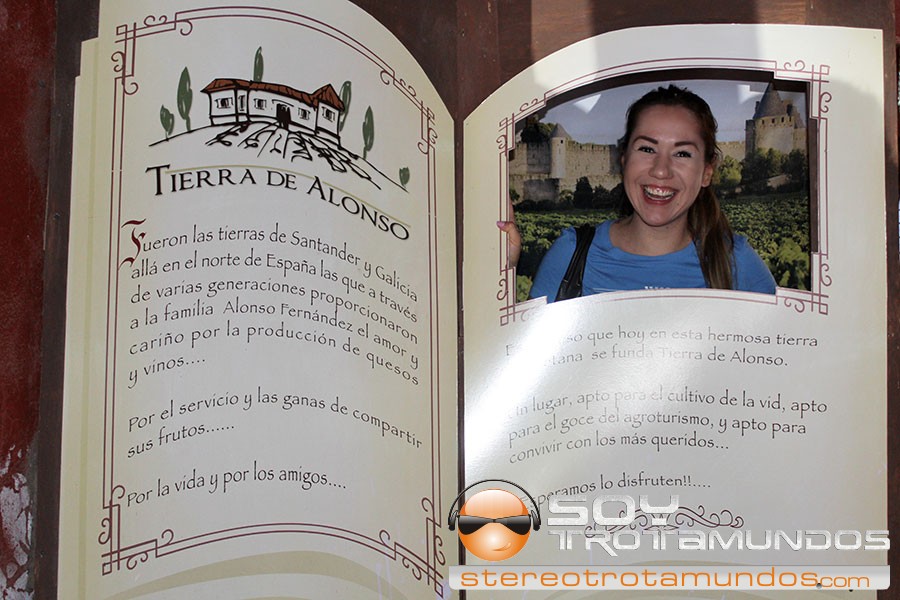 TIERRA DE ALONSO
Fueron las tierras de Santander y Galicia
allá en el norte de España las que a través
de varias generaciones proporcionaron
a la familia Alonso Fernández el amor y
cariño por la producción de quesos
y vinos....
Por el servicio y las ganas de compartir
sus frutos......
Por la vida y por los amigos....
que hoy en esta hermosa tierra
se funda Tierra de Alonso.
Un lugar, apto para el cultivo de la vid, apto
para el goce del agroturismo, y apto para
convivir con los más queridos...
Esperamos lo disfruten!!....
SOY
TROTAMUNDOS
stereotrotamundos.com